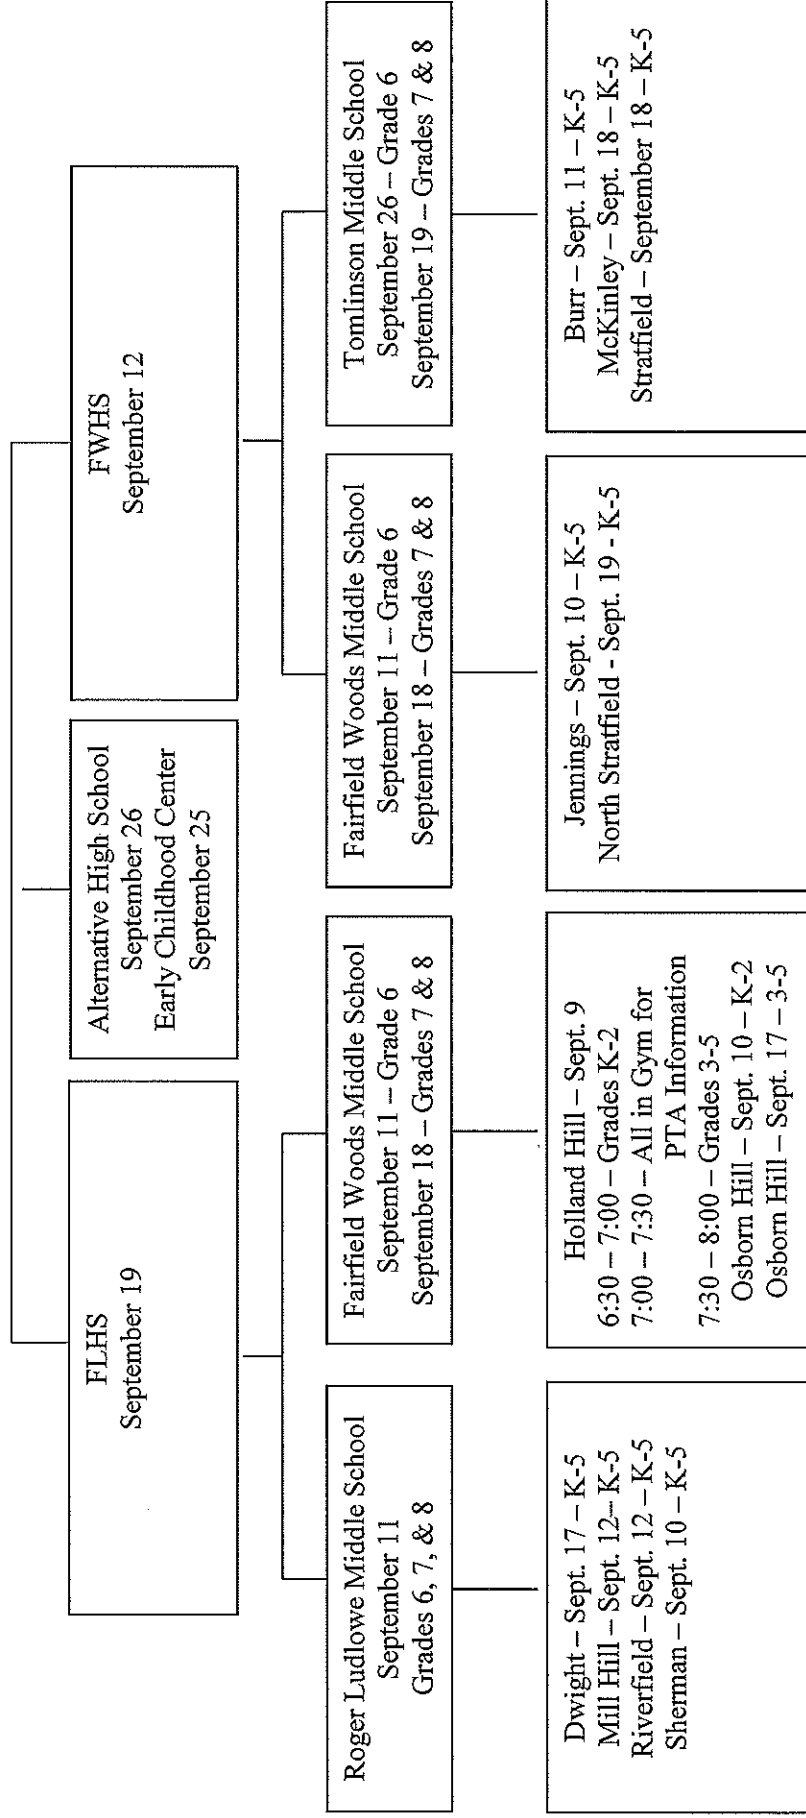 FLHS
September 19
Alternative High School
September 26
Early Childhood Center
September 25
FWHS
September 12
Roger Ludlowe Middle School
September 11
Grades 6, 7, & 8
Fairfield Woods Middle School
September 11 – Grade 6
September 18 – Grades 7 & 8
Fairfield Woods Middle School
September 11 – Grade 6
September 18 – Grades 7 & 8
Tomlinson Middle School
September 26 – Grade 6
September 19 – Grades 7 & 8
Dwight – Sept. 17 – K-5
Mill Hill – Sept. 12– K-5
Riverfield – Sept. 12 – K-5
Sherman – Sept. 10 – K-5
Holland Hill – Sept. 9
6:30 – 7:00 – Grades K-2
7:00 – 7:30 – All in Gym for
PTA Information
7:30 – 8:00 – Grades 3-5
Osborn Hill – Sept. 10 – K-2
Osborn Hill – Sept. 17 – 3-5
Jennings – Sept. 10 – K-5
North Stratfield - Sept. 19 - K-5
Burr – Sept. 11 – K-5
McKinley – Sept. 18 – K-5
Stratfield – September 18 – K-5